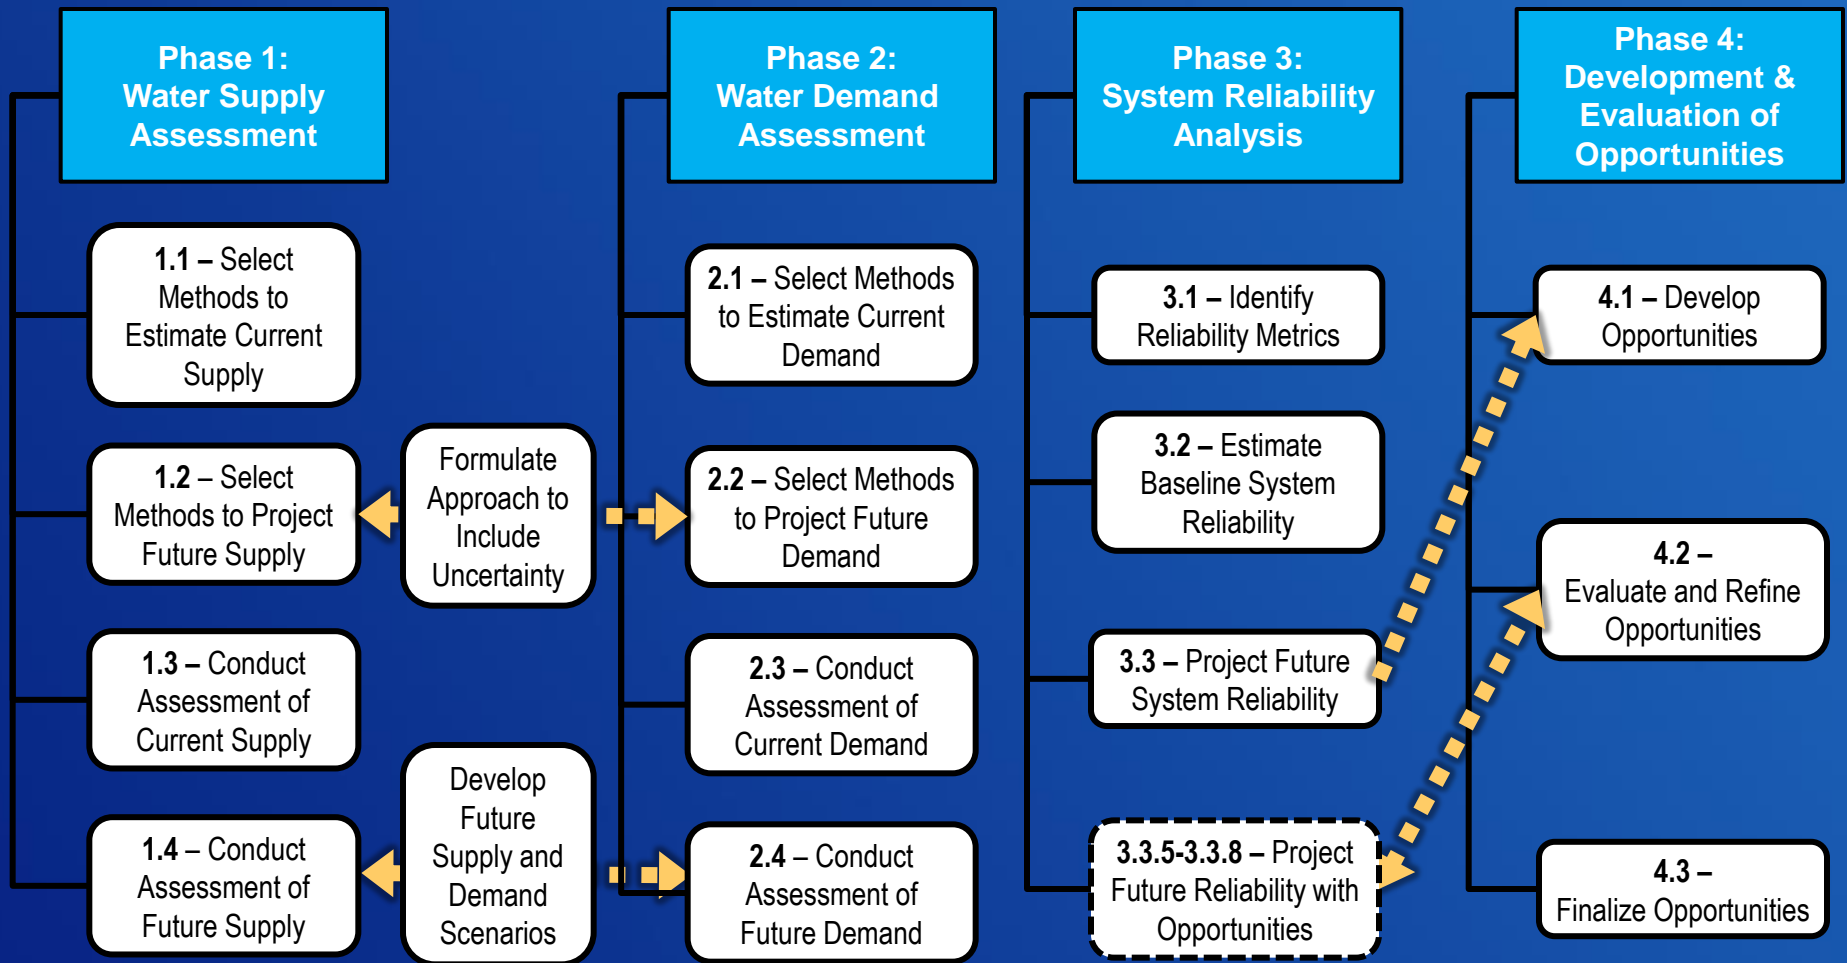 Phase 1:
Water Supply
Assessment
1.1 – Select
Methods to
Estimate Current
Supply
1.2 – Select
Methods to Project
Future Supply
1.3 – Conduct
Assessment of
Current Supply
1.4 – Conduct
Assessment of
Future Supply
Formulate
Approach to
Include
Uncertainty
Develop
Future
Supply and
Demand
Scenarios
Phase 2:
Water Demand
Assessment
2.1 – Select Methods
to Estimate Current
Demand
2.2 – Select Methods
to Project Future
Demand
2.3 – Conduct
Assessment of
Current Demand
2.4 – Conduct
Assessment of
Future Demand
Phase 3:
System Reliability
Analysis
3.1 – Identify
Reliability Metrics
3.2 – Estimate
Baseline System
Reliability
3.3 – Project Future
System Reliability
3.3.5-3.3.8 – Project
Future Reliability with
Opportunities
Phase 4:
Development &
Evaluation of
Opportunities
4.1 – Develop
Opportunities
4.2 –
Evaluate and Refine
Opportunities
4.3 –
Finalize Opportunities